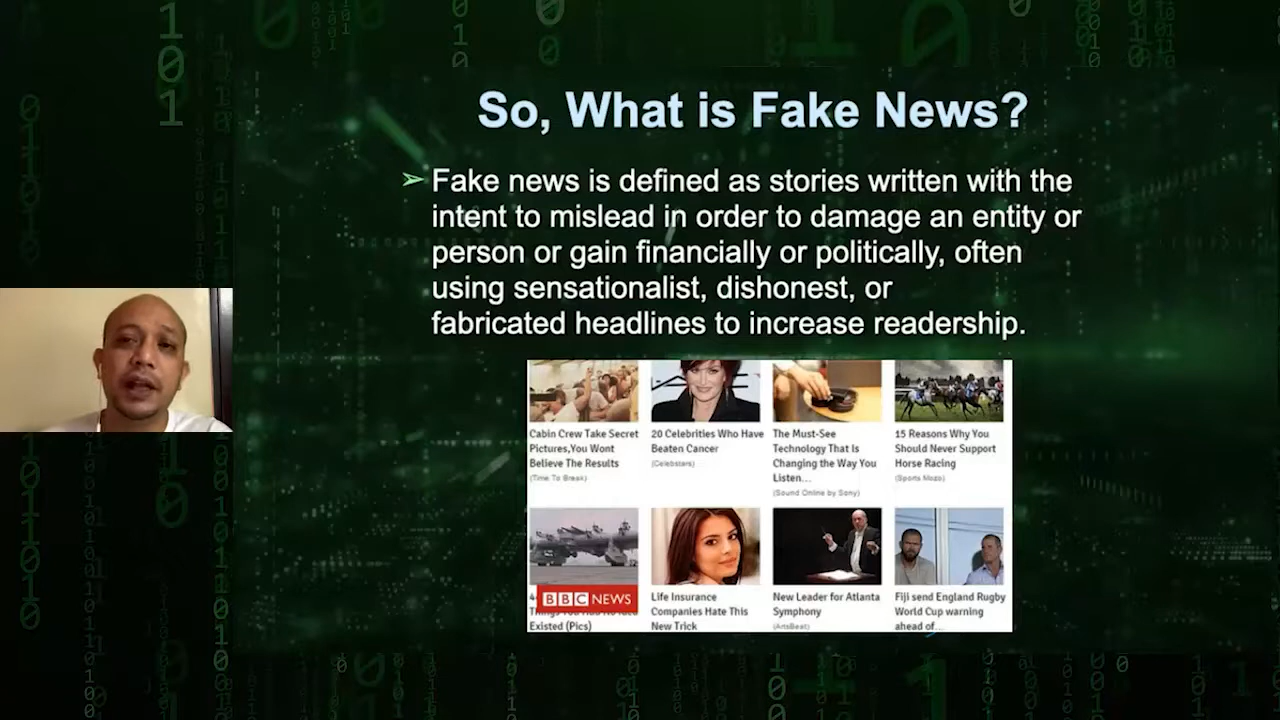 So, What is Fake News?
➢ Fake news is defined as stories written with the
intent to mislead in order to damage an entity or
person or gain financially or politically, often
using sensationalist, dishonest, or
fabricated headlines to increase readership.
Cabin Crew Take Secret
Pictures,You Wont
Believe The Results
(Time To Break)
20 Celebrities Who Have
Beaten Cancer
(Celebstars)
The Must-See
Technology That Is
Changing the Way You
Listen...
(Sound Online by Sony)
15 Reasons Why You
Should Never Support
Horse Racing
(Sports Mozo)
BBC NEWS
Existed (Pics)
Life Insurance
Companies Hate This
New Trick
New Leader for Atlanta
Symphony
(ArtsBeat)
Fiji send England Rugby
World Cup warning
ahead of...